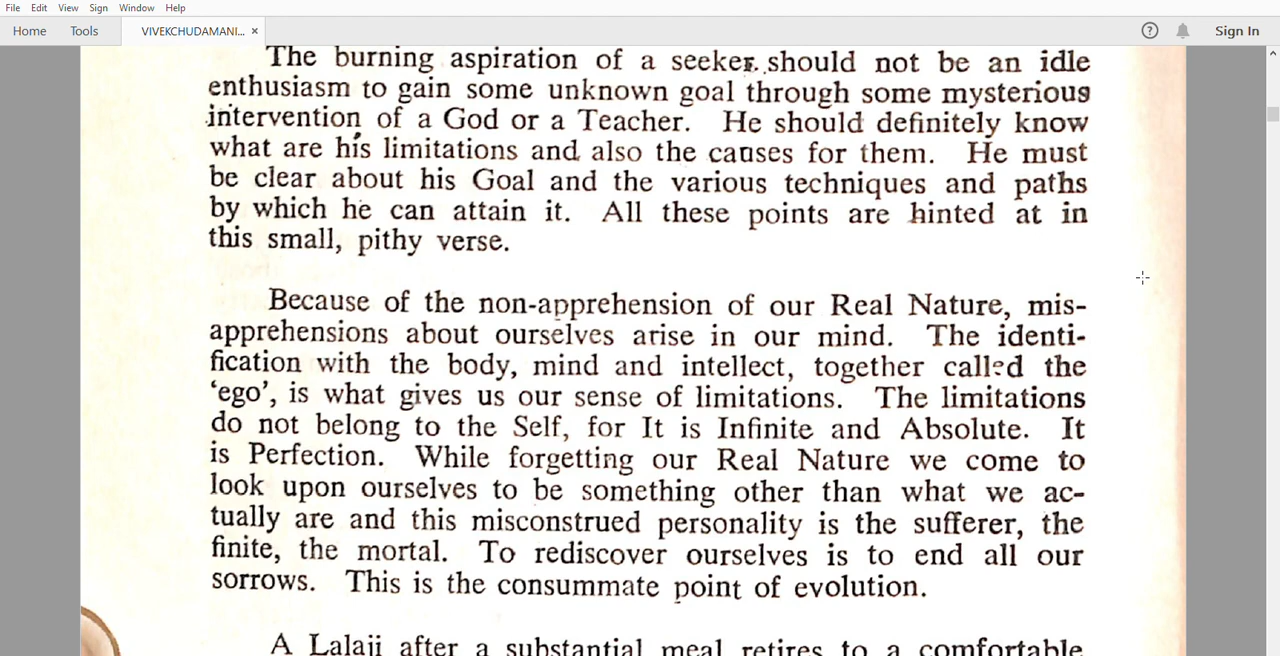 File Edit View Sign Window Help
Home Tools VIVEKCHUDAMANI... × ? Sign In
The burning aspiration of a seeker should not be an idle
enthusiasm to gain some unknown goal through some mysterious
intervention of a God or a Teacher. He should definitely know
what are his limitations and also the causes for them. He must
be clear about his Goal and the various techniques and paths
by which he can attain it. All these points are hinted at in
this small, pithy verse.
Because of the non-apprehension of our Real Nature, mis-
apprehensions about ourselves arise in our mind. The identi-
fication with the body, mind and intellect, together called the
‘ego’, is what gives us our sense of limitations. The limitations
do not belong to the Self, for It is Infinite and Absolute. It
is Perfection. While forgetting our Real Nature we come to
look upon ourselves to be something other than what we ac-
tually are and this misconstrued personality is the sufferer, the
finite, the mortal. To rediscover ourselves is to end all our
sorrows. This is the consummate point of evolution.
A Lalaji after a substantial meal retires to a comfortable